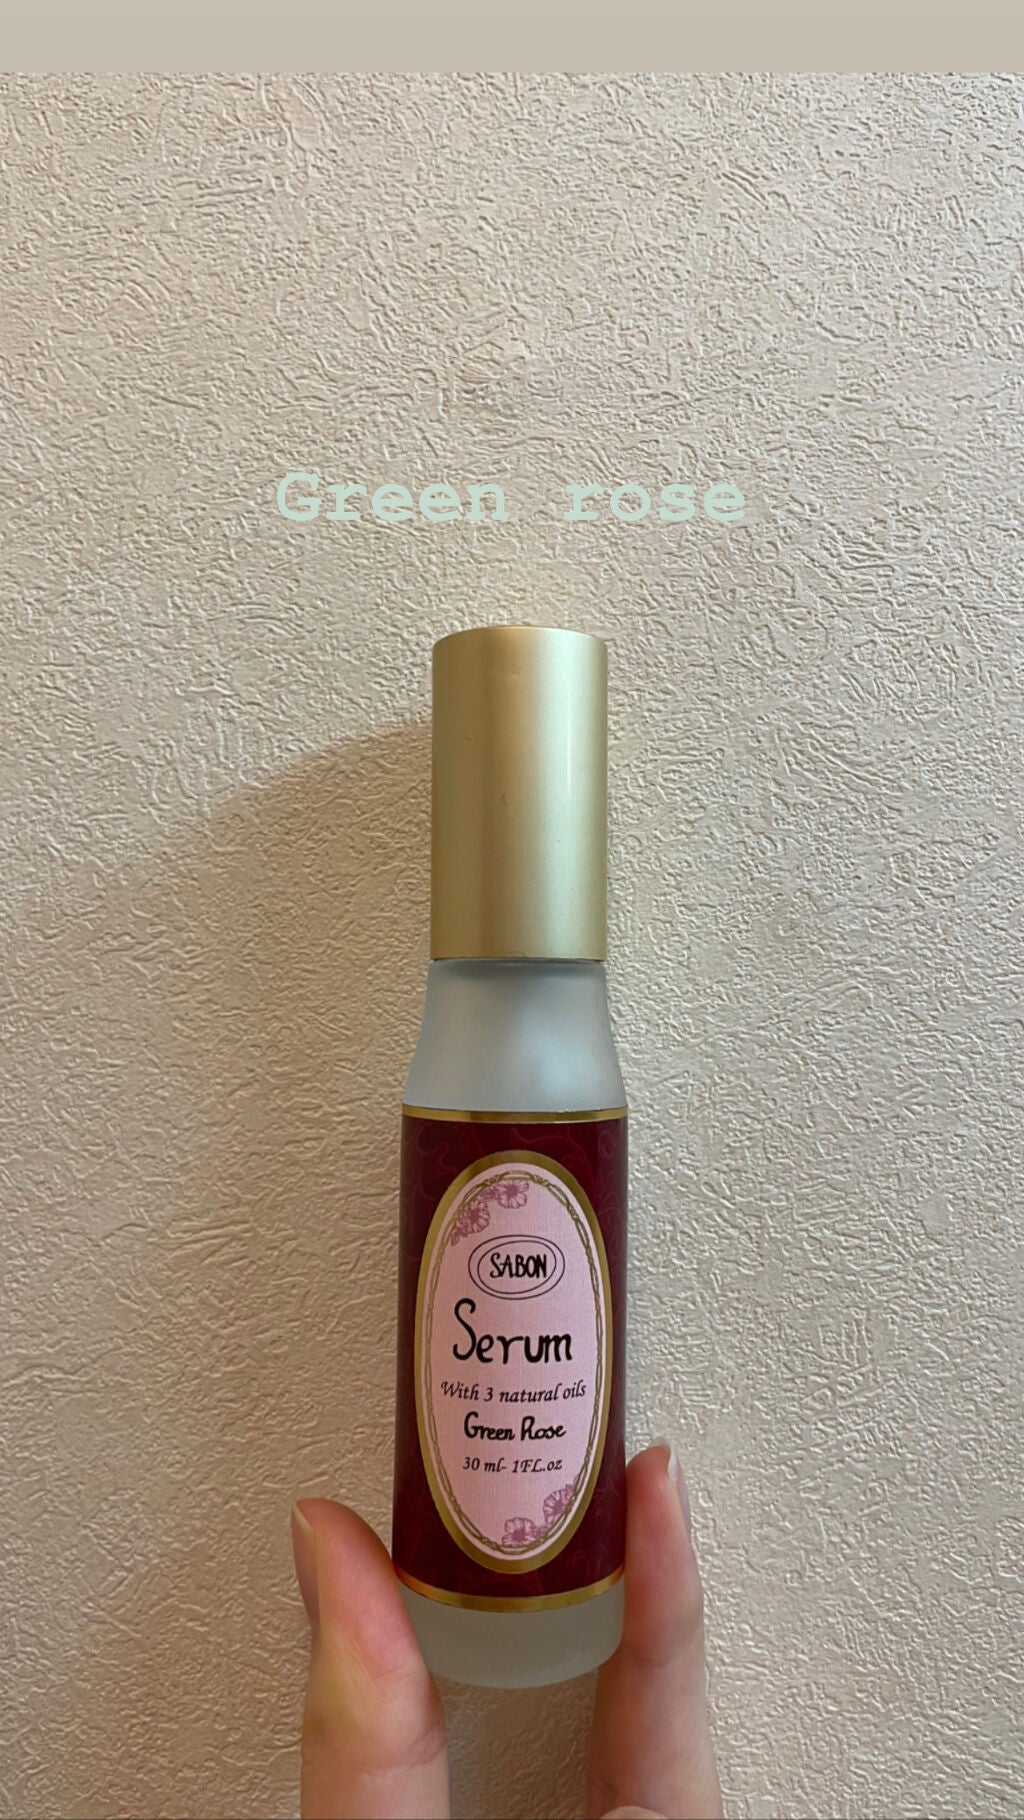 Green rose
SABON
Serum
With 3 natural oils
Green Rose
30 ml- 1FL.oz